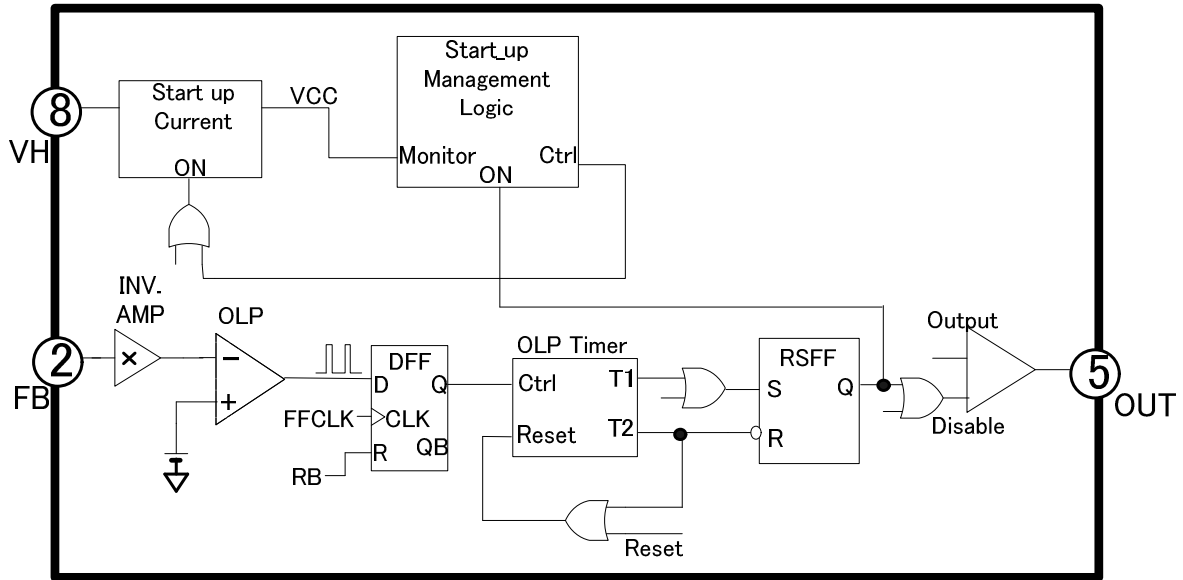 8
VH
Start up
Current
ON
VCC
Start_up
Management
Logic
Monitor
Ctrl
ON
INV.
AMP
×
2
FB
OLP
−
+
DFF
D
Q
FFCLK
CLK
R
QB
RB
OLP Timer
Ctrl
T1
Reset
T2
Reset
RSFF
S
Q
R
Output
Disable
5
OUT